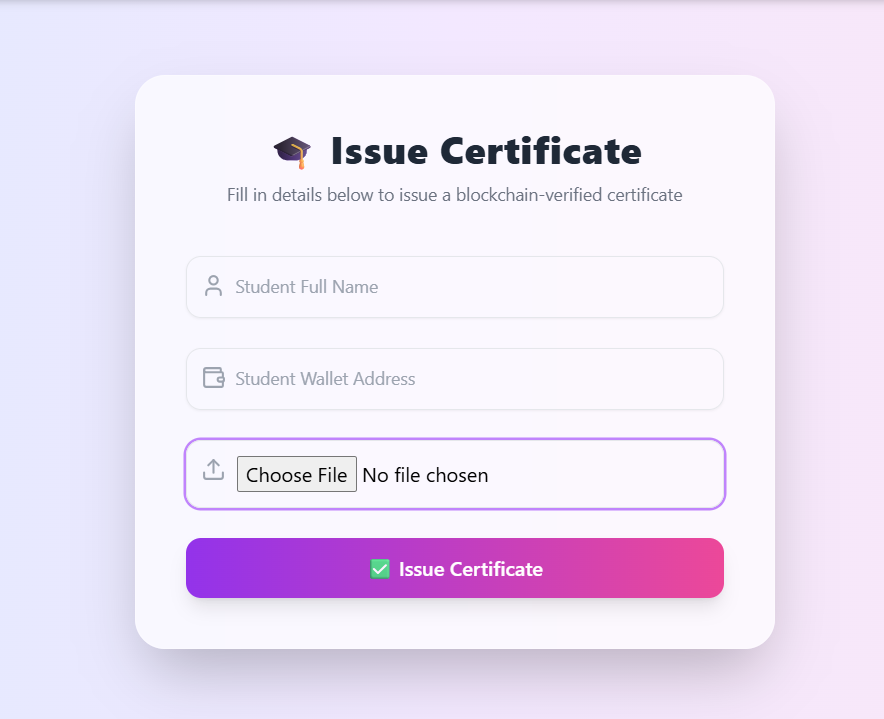 🎓 Issue Certificate
Fill in details below to issue a blockchain-verified certificate
Student Full Name
Student Wallet Address
Choose File No file chosen
✅ Issue Certificate